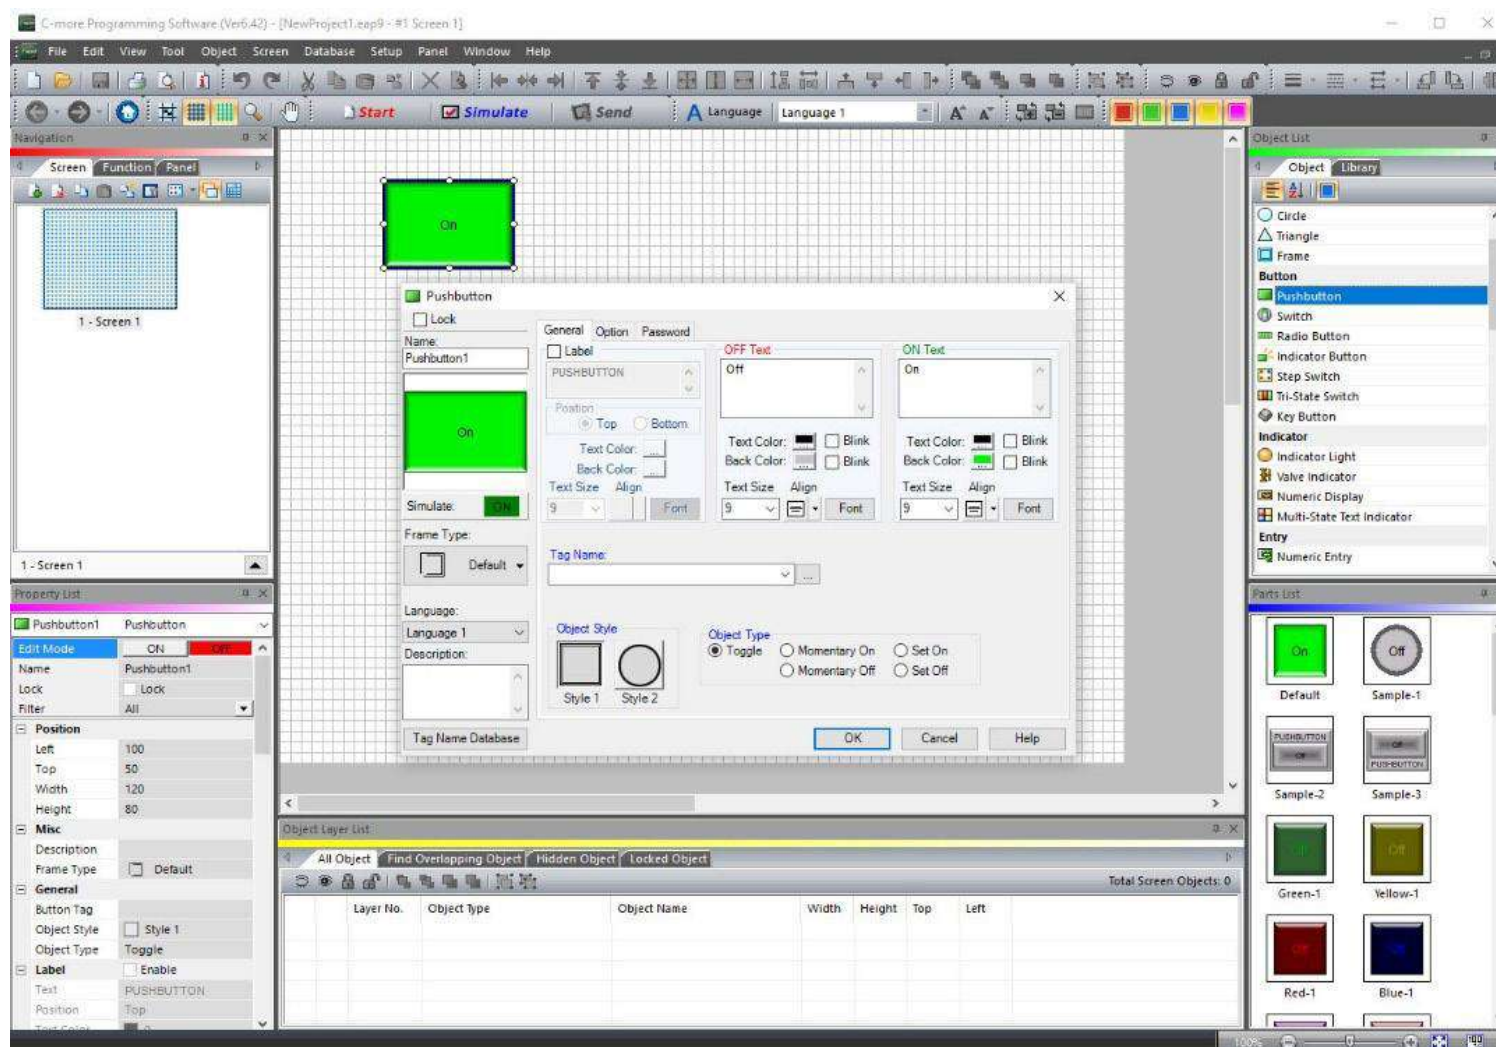 C-more Programming Software (Ver6.42) - [NewProject1.eap9 - #1 Screen 1]
File Edit View Tool Object Screen Database Setup Panel Window Help
Start Simulate Send Language Language 1
Navigation
Screen Function Panel
1 - Screen 1
1 - Screen 1
On
Pushbutton
Lock
Name:
Pushbutton1
On
Simulate: ON
Frame Type:
Default
Language:
Language 1
Description:
Tag Name Database
General Option Password
Label
PUSHBUTTON
Position
Top Bottom
Text Color: ...
Back Color: ...
Text Size Align
9 Font
OFF Text
Off
Text Color: ... Blink
Back Color: ... Blink
Text Size Align
9 Font
ON Text
On
Text Color: ... Blink
Back Color: ... Blink
Text Size Align
9 Font
Tag Name:
...
Object Style
Style 1 Style 2
Object Type
Toggle Momentary On Set On
Momentary Off Set Off
OK Cancel Help
Property List
Pushbutton1 Pushbutton
Edit Mode ON OFF
Name Pushbutton1
Lock Lock
Filter All
Position
Left 100
Top 50
Width 120
Height 80
Misc
Description
Frame Type Default
General
Button Tag
Object Style Style 1
Object Type Toggle
Label Enable
Text PUSHBUTTON
Position Top
Text Color 0
Object Layer List
All Object Find Overlapping Object Hidden Object Locked Object
Total Screen Objects: 0
Layer No. Object Type Object Name Width Height Top Left
Object List
Object Library
Circle
Triangle
Frame
Button
Pushbutton
Switch
Radio Button
Indicator Button
Step Switch
Tri-State Switch
Key Button
Indicator
Indicator Light
Valve Indicator
Numeric Display
Multi-State Text Indicator
Entry
Numeric Entry
Parts List
On Off
Default Sample-1
PUSHBUTTON
Off
PUSHBUTTON
Sample-2 Sample-3
Off
Green-1 Yellow-1
Off
Red-1 Blue-1
100%